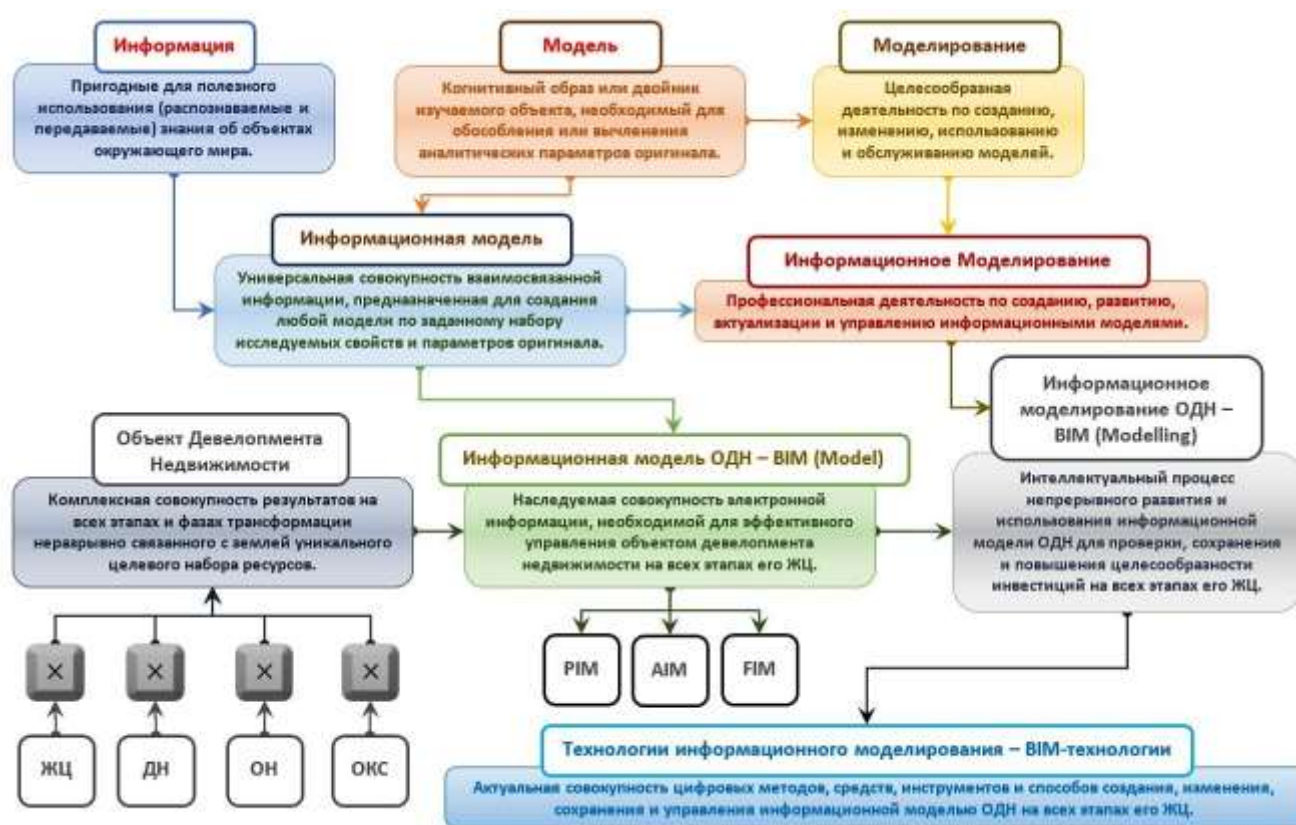 Информация
Пригодные для полезного
использования (распознаваемые и
передаваемые) знания об объектах
окружающего мира.
Модель
Когнитивный образ или двойник
изучаемого объекта, необходимый для
обособления или вычленения
аналитических параметров оригинала.
Моделирование
Целесообразная
деятельность по созданию,
изменению, использованию
и обслуживанию моделей.
Информационная модель
Универсальная совокупность взаимосвязанной
информации, предназначенная для создания
любой модели по заданному набору
исследуемых свойств и параметров оригинала.
Информационное Моделирование
Профессиональная деятельность по созданию, развитию,
актуализации и управлению информационными моделями.
Объект Девелопмента
Недвижимости
Комплексная совокупность результатов на
всех этапах и фазах трансформации
неразрывно связанного с землей уникального
целевого набора ресурсов.
Информационная модель ОДН – BIM (Model)
Наследуемая совокупность электронной
информации, необходимой для эффективного
управления объектом девелопмента
недвижимости на всех этапах его ЖЦ.
Информационное
моделирование ОДН –
BIM (Modelling)
Интеллектуальный процесс
непрерывного развития и
использования информационной
модели ОДН для проверки, сохранения
и повышения целесообразности
инвестиций на всех этапах его ЖЦ.
×
×
×
×
ЖЦ
ДН
ОН
ОКС
PIM
AIM
FIM
Технологии информационного моделирования – BIM-технологии
Актуальная совокупность цифровых методов, средств, инструментов и способов создания, изменения,
сохранения и управления информационной моделью ОДН на всех этапах его ЖЦ.